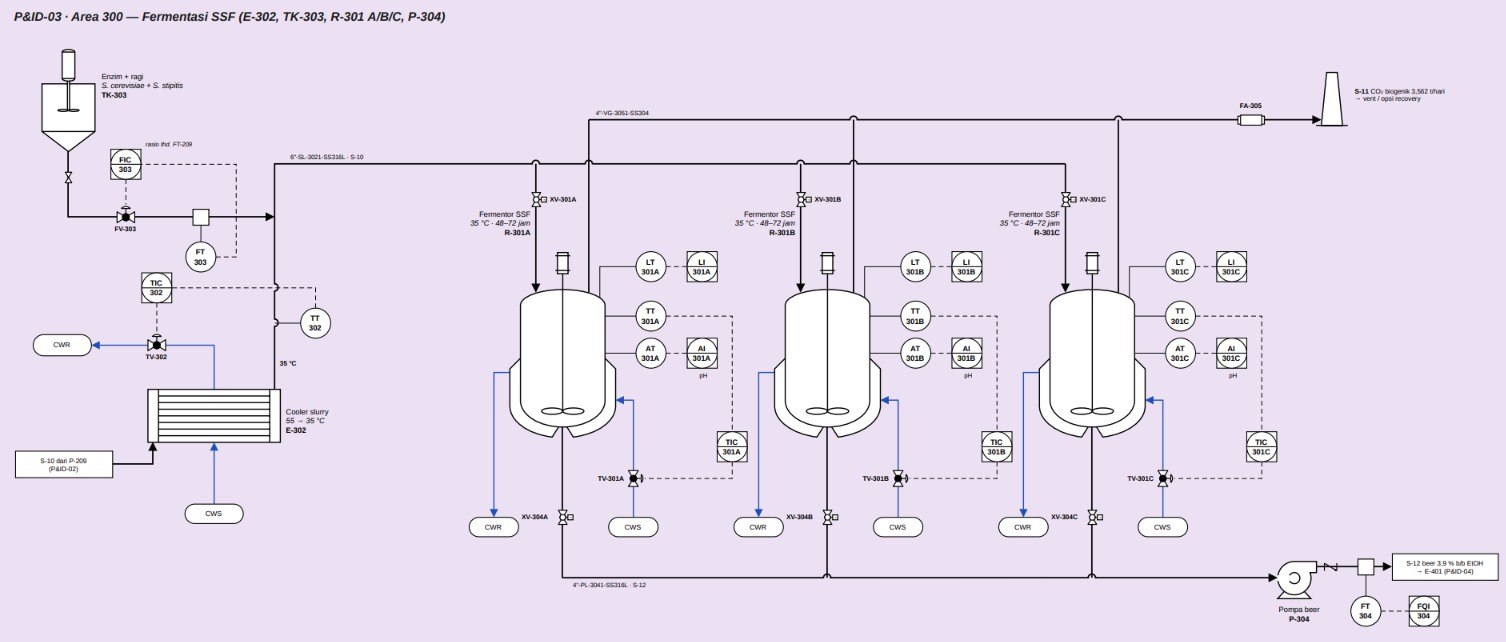 P&ID-03 · Area 300 — Fermentasi SSF (E-302, TK-303, R-301 A/B/C, P-304)
Enzim + ragi
S. cerevisiae + S. stipitis
TK-303
rasio thd. FT-209
FIC
303
FV-303
FT
303
TIC
302
TT
302
CWR
TV-302
35 °C
Cooler slurry
55 → 35 °C
E-302
S-10 dari P-209
(P&ID-02)
CWS
6"-SL-3021-SS316L · S-10
4"-VG-3051-SS304
FA-305
S-11 CO₂ biogenik 3,562 t/hari
→ vent / opsi recovery
XV-301A
Fermentor SSF
35 °C · 48–72 jam
R-301A
LT
301A
LI
301A
TT
301A
AT
301A
AI
301A
pH
TIC
301A
TV-301A
CWR
XV-304A
CWS
XV-301B
Fermentor SSF
35 °C · 48–72 jam
R-301B
LT
301B
LI
301B
TT
301B
AT
301B
AI
301B
pH
TIC
301B
TV-301B
CWR
XV-304B
CWS
XV-301C
Fermentor SSF
35 °C · 48–72 jam
R-301C
LT
301C
LI
301C
TT
301C
AT
301C
AI
301C
pH
TIC
301C
TV-301C
CWR
XV-304C
CWS
4"-PL-3041-SS316L · S-12
Pompa beer
P-304
S-12 beer 3,9 % b/b EtOH
→ E-401 (P&ID-04)
FT
304
FQI
304